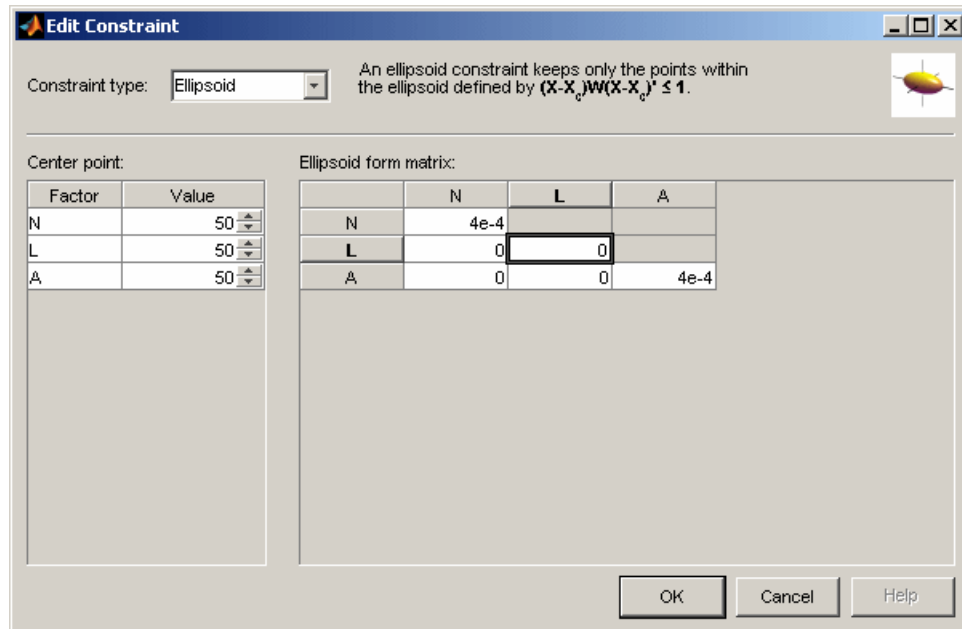 Edit Constraint
Constraint type: Ellipsoid
An ellipsoid constraint keeps only the points within
the ellipsoid defined by (X-Xc)W(X-Xc)' ≤ 1.
Center point:
Factor Value
N 50
L 50
A 50
Ellipsoid form matrix:
N L A
N 4e-4
L 0 0
A 0 0 4e-4
OK Cancel Help